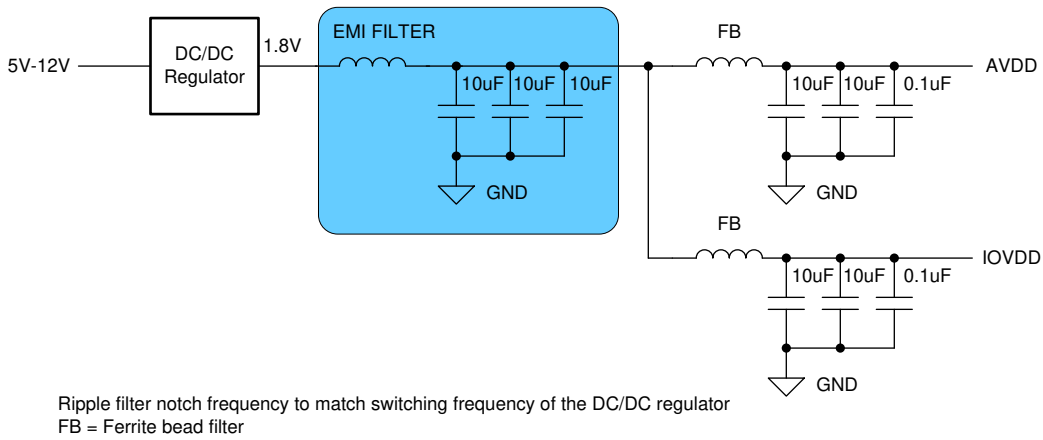 EMI FILTER
FB
5V-12V
DC/DC
Regulator
1.8V
10uF 10uF 10uF
GND
10uF 10uF 0.1uF
AVDD
GND
FB
10uF 10uF 0.1uF
IOVDD
GND
Ripple filter notch frequency to match switching frequency of the DC/DC regulator
FB = Ferrite bead filter